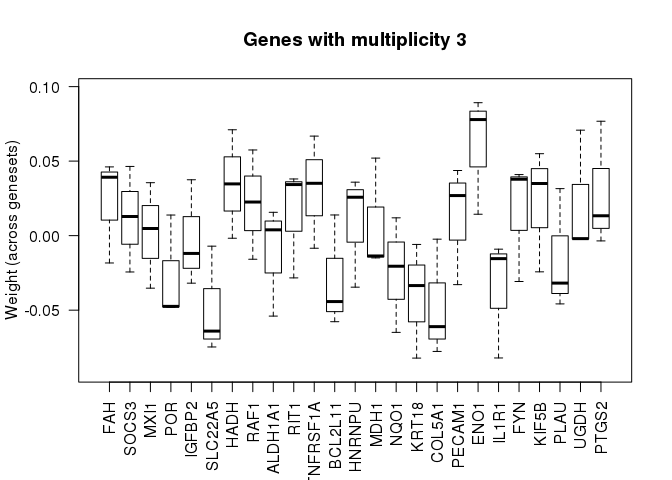 Genes with multiplicity 3
Weight (across genesets)
0.10
0.05
0.00
-0.05
FAH
SOCS3
MXI1
POR
IGFBP2
SLC22A5
HADH
RAF1
ALDH1A1
RIT1
TNFRSF1A
BCL2L11
HNRNPU
MDH1
NQO1
KRT18
COL5A1
PECAM1
ENO1
IL1R1
FYN
KIF5B
PLAU
UGDH
PTGS2